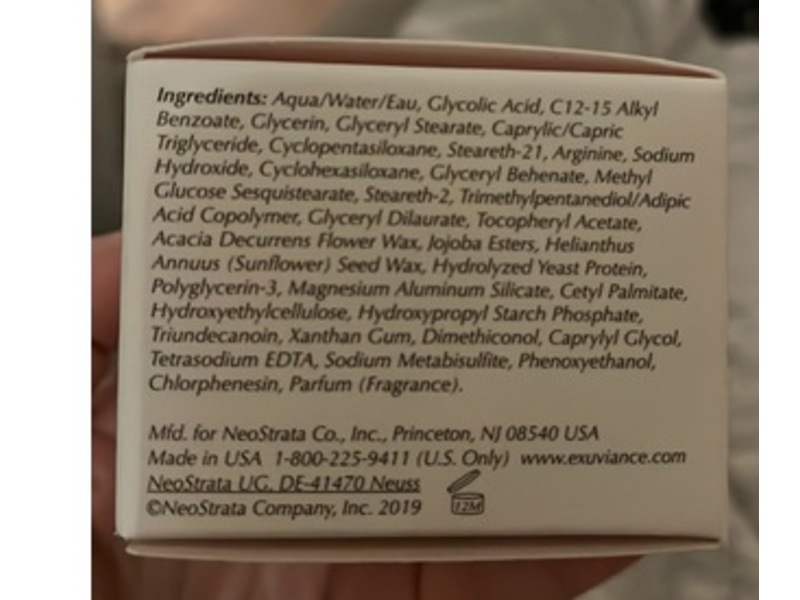 Ingredients: Aqua/Water/Eau, Glycolic Acid, C12-15 Alkyl
Benzoate, Glycerin, Glyceryl Stearate, Caprylic/Capric
Triglyceride, Cyclopentasiloxane, Steareth-21, Arginine, Sodium
Hydroxide, Cyclohexasiloxane, Glyceryl Behenate, Methyl
Glucose Sesquistearate, Steareth-2, Trimethylpentanediol/Adipic
Acid Copolymer, Glyceryl Dilaurate, Tocopheryl Acetate,
Acacia Decurrens Flower Wax, Jojoba Esters, Helianthus
Annuus (Sunflower) Seed Wax, Hydrolyzed Yeast Protein,
Polyglycerin-3, Magnesium Aluminum Silicate, Cetyl Palmitate,
Hydroxyethylcellulose, Hydroxypropyl Starch Phosphate,
Triundecanoin, Xanthan Gum, Dimethiconol, Caprylyl Glycol,
Tetrasodium EDTA, Sodium Metabisulfite, Phenoxyethanol,
Chlorphenesin, Parfum (Fragrance).
Mfd. for NeoStrata Co., Inc., Princeton, NJ 08540 USA
Made in USA 1-800-225-9411 (U.S. Only) www.exuviance.com
NeoStrata UG, DE-41470 Neuss
©NeoStrata Company, Inc. 2019 12M